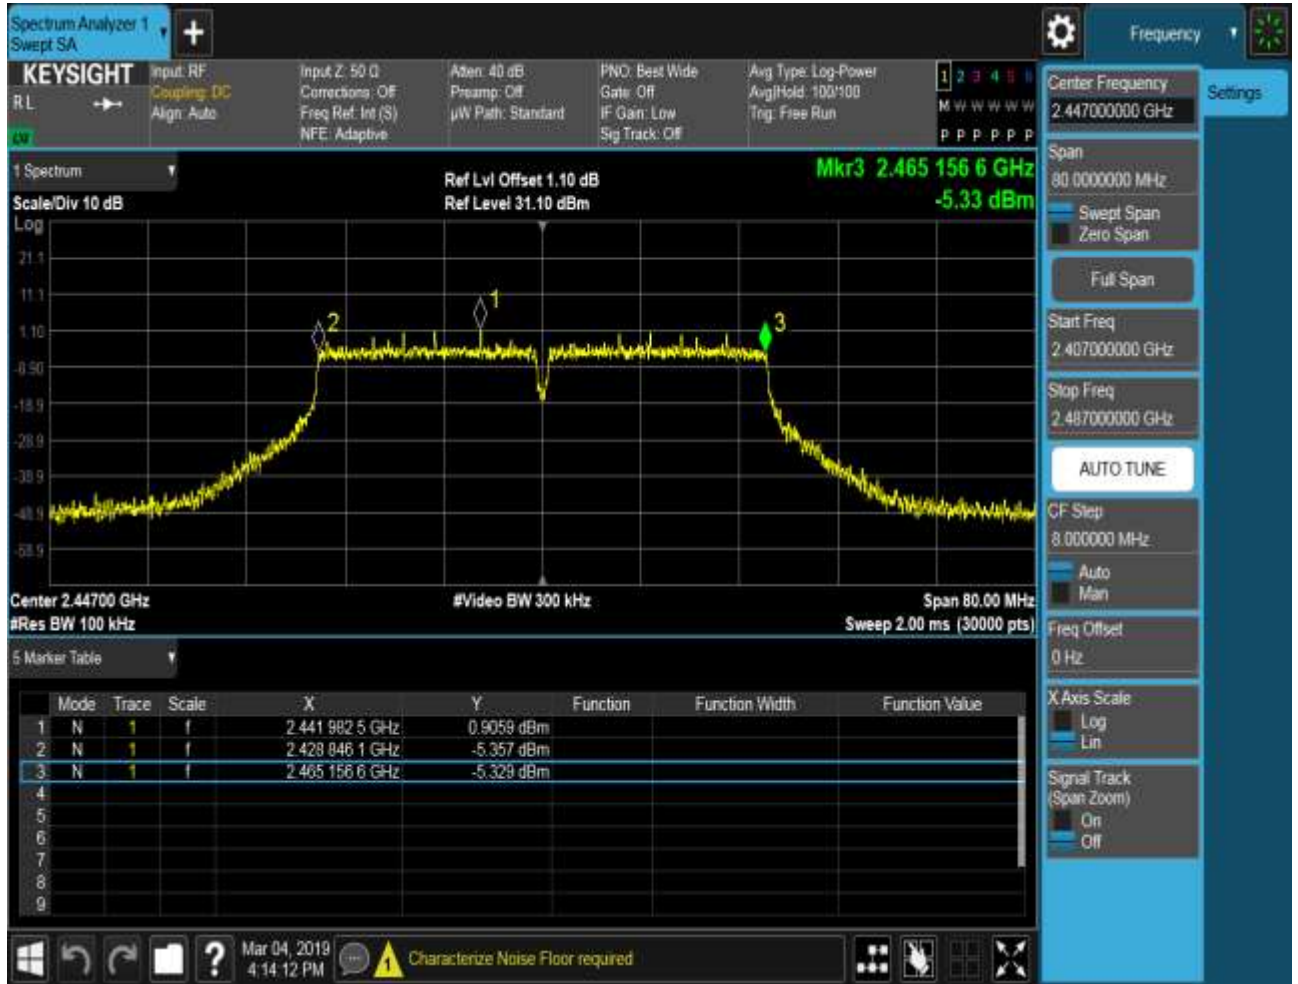 Spectrum Analyzer 1
Swept SA
+
Frequency
KEYSIGHT
RL
Input: RF
Coupling: DC
Align: Auto
Input Z: 50 Ω
Corrections: Off
Freq Ref: Int (S)
NFE: Adaptive
Atten: 40 dB
Preamp: Off
µW Path: Standard
PNO: Best Wide
Gate: Off
IF Gain: Low
Sig Track: Off
Avg Type: Log-Power
Avg|Hold: 100/100
Trig: Free Run
1 2 3 4 5 6
M W W W W W
P P P P P P
Center Frequency
2.447000000 GHz
Settings
Span
80.0000000 MHz
Swept Span
Zero Span
Full Span
Start Freq
2.407000000 GHz
Stop Freq
2.487000000 GHz
AUTO TUNE
CF Step
8.000000 MHz
Auto
Man
Freq Offset
0 Hz
X Axis Scale
Log
Lin
Signal Track
(Span Zoom)
On
Off
1 Spectrum
Scale/Div 10 dB
Ref Lvl Offset 1.10 dB
Ref Level 31.10 dBm
Mkr3 2.465 156 6 GHz
-5.33 dBm
Log
21.1
11.1
1.10
-8.90
-18.9
-28.9
-38.9
-48.9
-58.9
2
1
3
Center 2.44700 GHz
#Video BW 300 kHz
Span 80.00 MHz
#Res BW 100 kHz
Sweep 2.00 ms (30000 pts)
5 Marker Table
Mode Trace Scale X Y Function Function Width Function Value
1 N 1 f 2.441 982 5 GHz 0.9059 dBm
2 N 1 f 2.428 846 1 GHz -5.357 dBm
3 N 1 f 2.465 156 6 GHz -5.329 dBm
4
5
6
7
8
9
?
Mar 04, 2019
4:14:12 PM
1
Characterize Noise Floor required